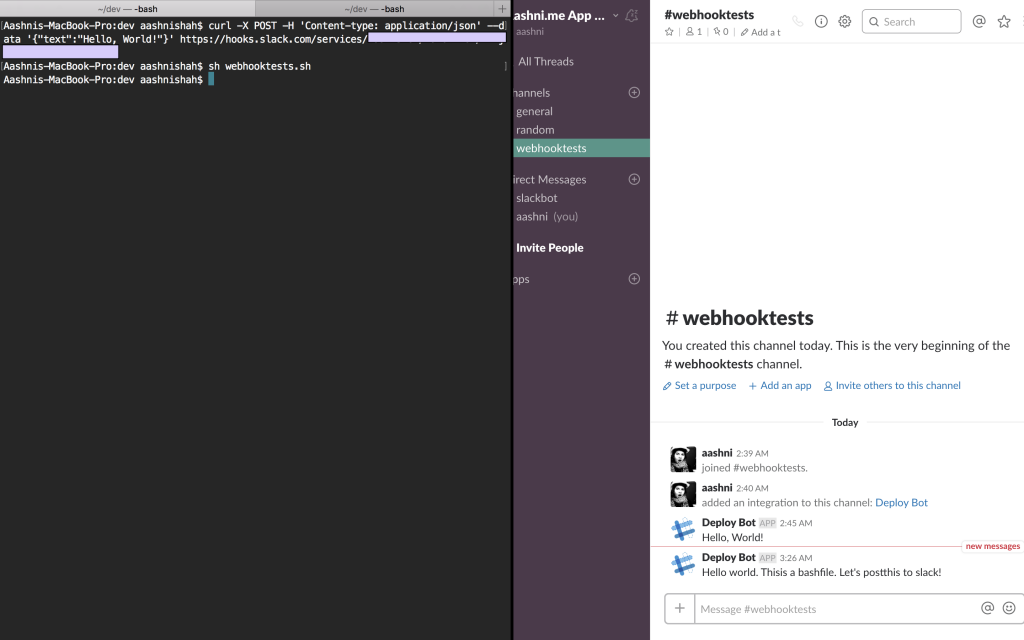 ~/dev — -bash
~/dev — -bash
+
[Aashnis-MacBook-Pro:dev aashnishah$ curl -X POST -H 'Content-type: application/json' --d
ata '{"text":"Hello, World!"}' https://hooks.slack.com/services/
[Aashnis-MacBook-Pro:dev aashnishah$ sh webhooktests.sh ]
Aashnis-MacBook-Pro:dev aashnishah$
ashni.me App ...
aashni
All Threads
hannels
general
random
webhooktests
irect Messages
slackbot
aashni (you)
Invite People
pps
#webhooktests
1 | 0 | Add a t
Search
#webhooktests
You created this channel today. This is the very beginning of the
#webhooktests channel.
Set a purpose + Add an app Invite others to this channel
Today
aashni 2:39 AM
joined #webhooktests.
aashni 2:40 AM
added an integration to this channel: Deploy Bot
Deploy Bot APP 2:45 AM
Hello, World!
new messages
Deploy Bot APP 3:26 AM
Hello world. Thisis a bashfile. Let's postthis to slack!
+ Message #webhooktests @